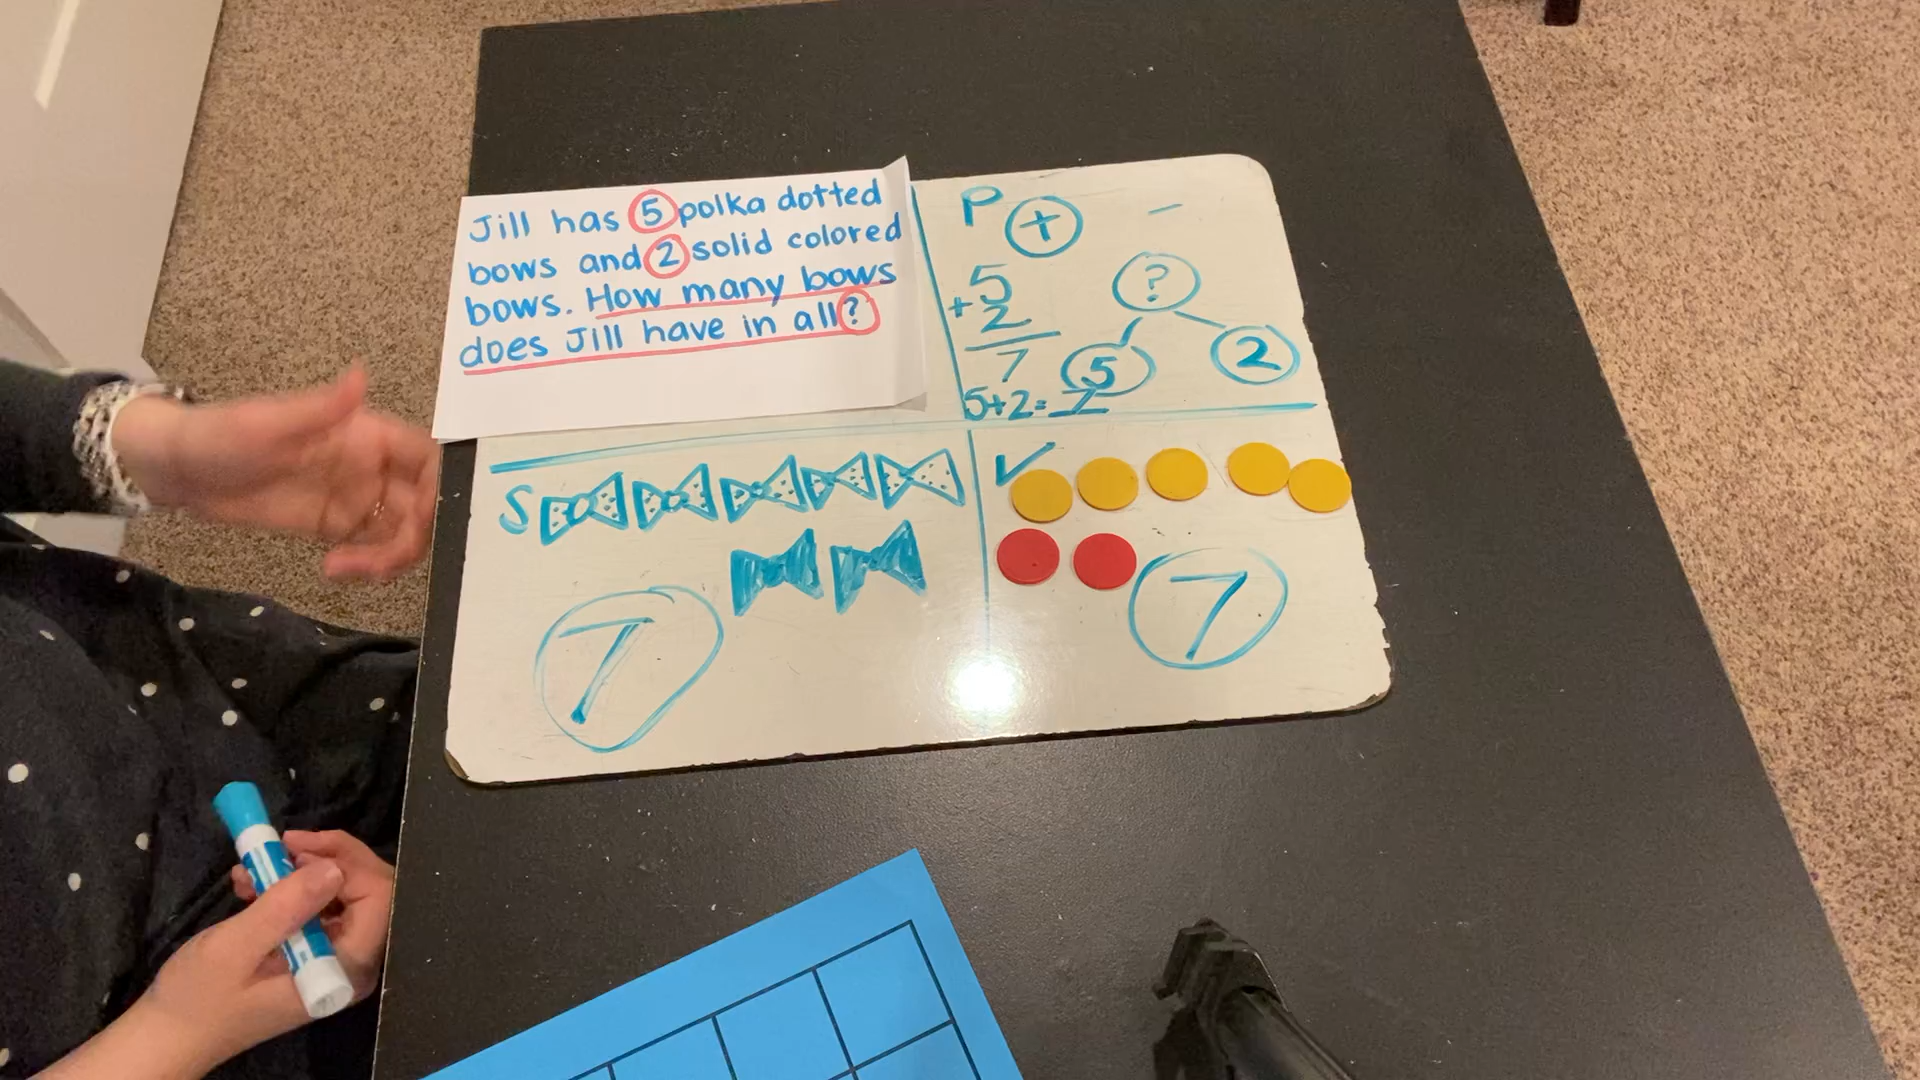 Jill has 5 polka dotted
bows and 2 solid colored
bows. How many bows
does Jill have in all?
P + -
5
+ 2
7
5+2=7
?
5 2
S
7
✓
7